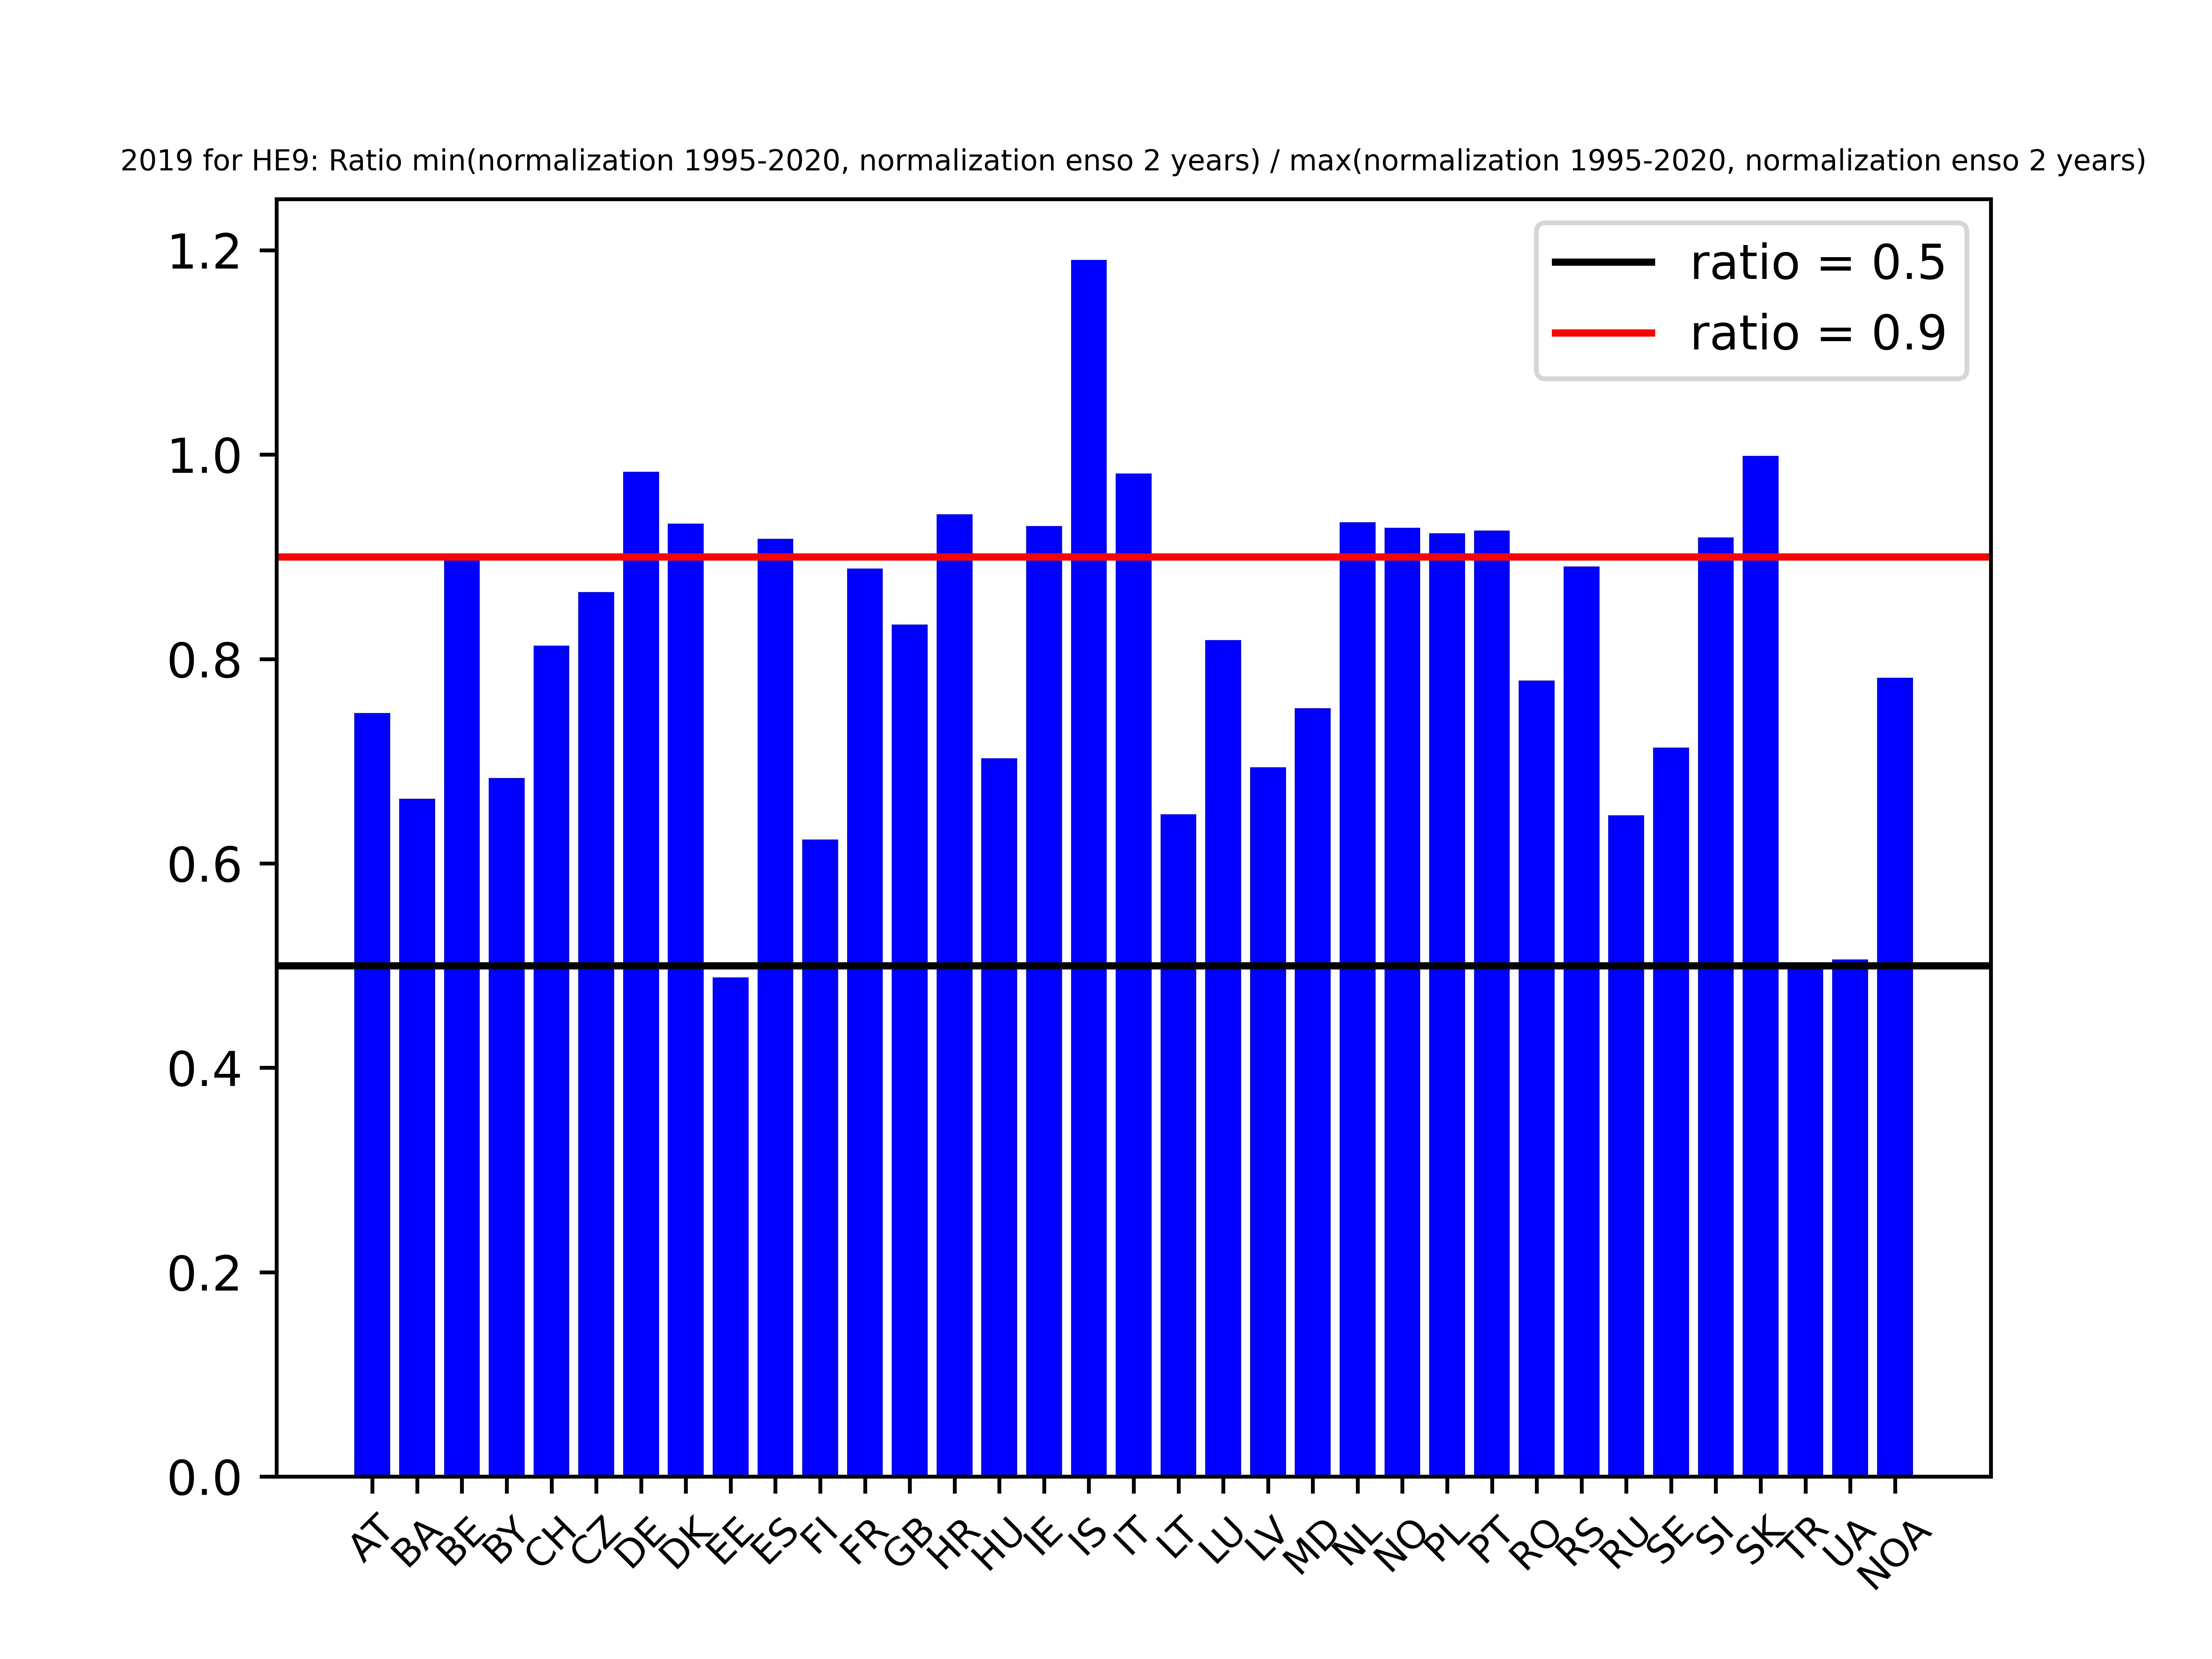 2019 for HE9: Ratio min(normalization 1995-2020, normalization enso 2 years) / max(normalization 1995-2020, normalization enso 2 years)
ratio = 0.5
ratio = 0.9
1.2
1.0
0.8
0.6
0.4
0.2
0.0
AT BA BE BY CH CZ DE DK EE ES FI FR GB HR HU IE IS IT LT LU LV MD NL NO PL PT RO RS RU SE SI SK TR UA NOA